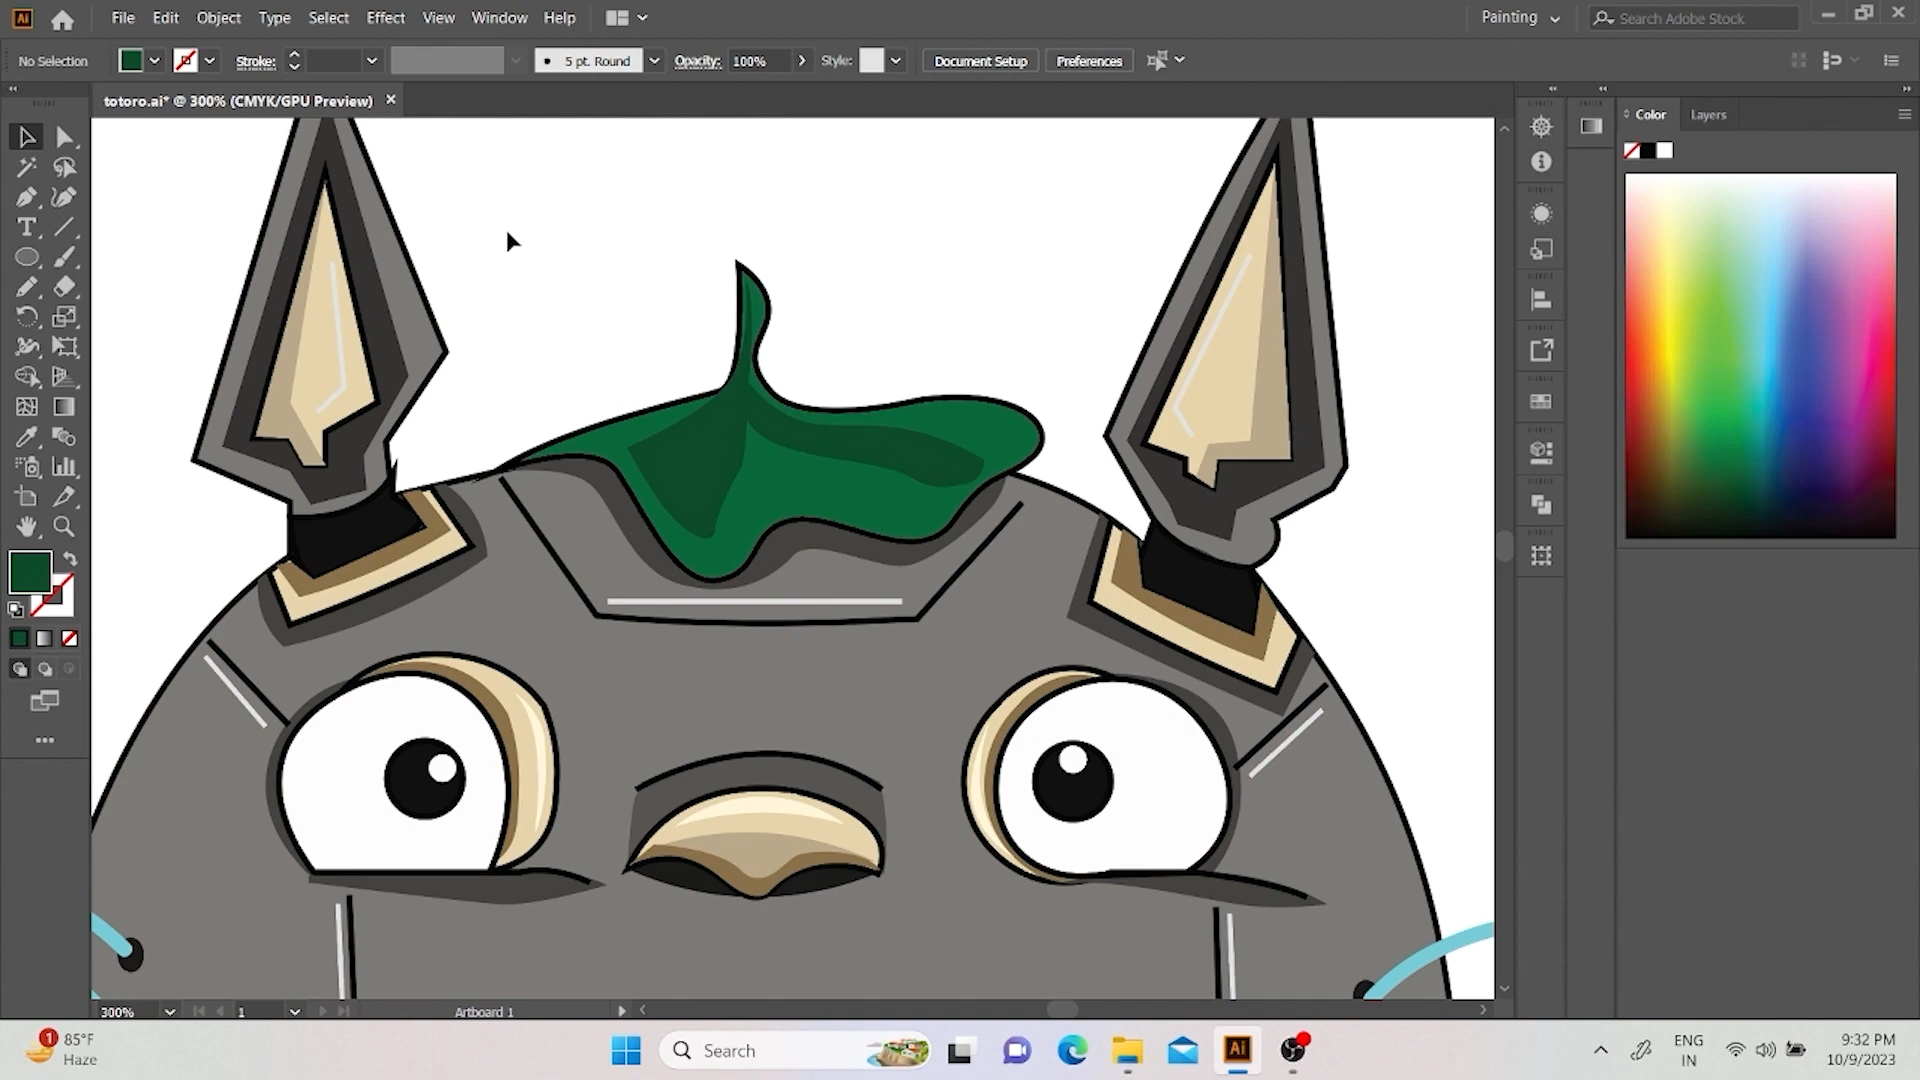 Ai File Edit Object Type Select Effect View Window Help Painting Search Adobe Stock
No Selection Stroke: 5 pt. Round Opacity: 100% Style: Document Setup Preferences
totoro.ai* @ 300% (CMYK/GPU Preview)
Color Layers
T
300% 1 Artboard 1
1 85°F
Haze
Search
Ai
ENG
IN
9:32 PM
10/9/2023